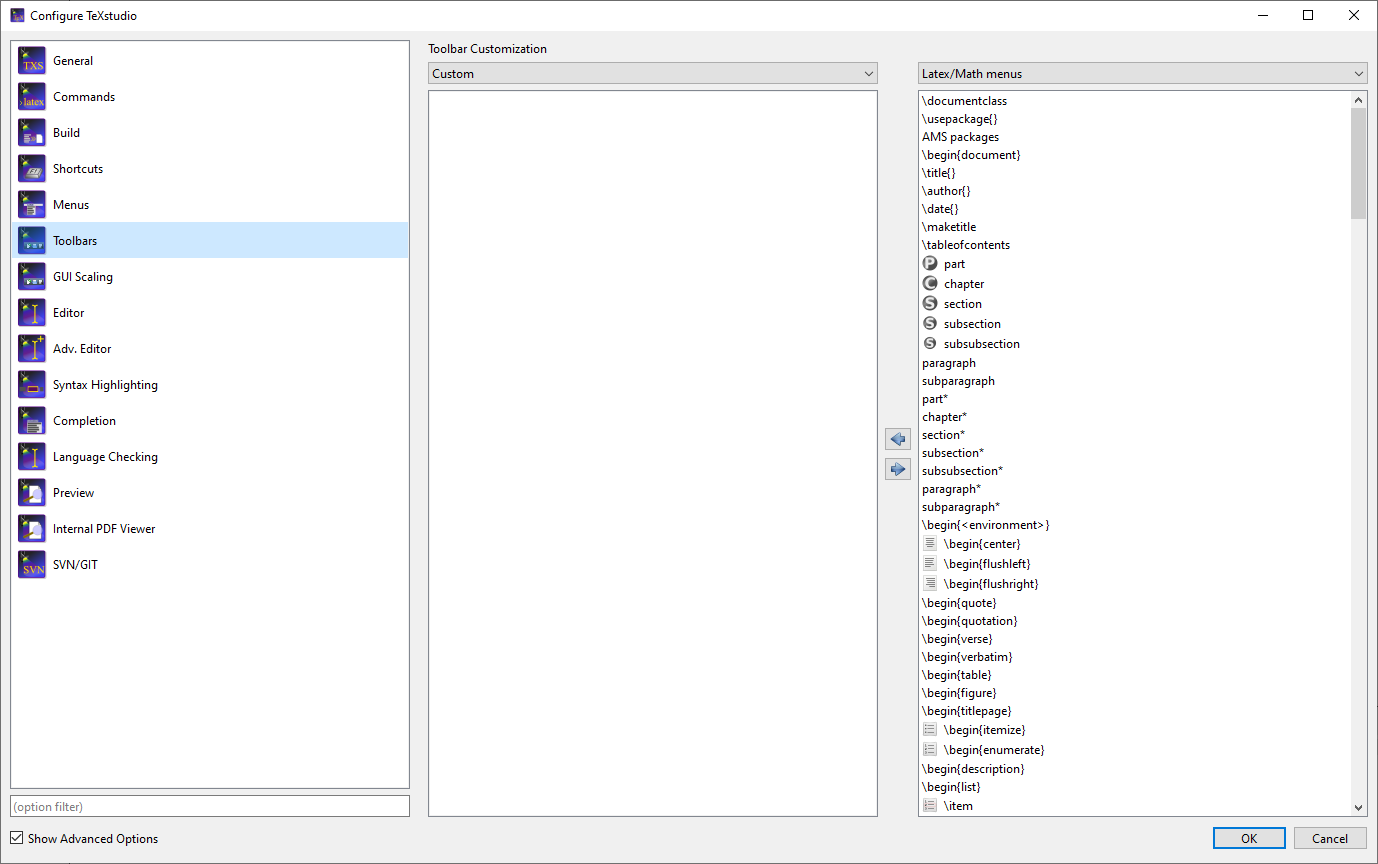 Configure TeXstudio
General
Commands
Build
Shortcuts
Menus
Toolbars
GUI Scaling
Editor
Adv. Editor
Syntax Highlighting
Completion
Language Checking
Preview
Internal PDF Viewer
SVN/GIT
(option filter)
Show Advanced Options
Toolbar Customization
Custom
Latex/Math menus
\documentclass
\usepackage{}
AMS packages
\begin{document}
\title{}
\author{}
\date{}
\maketitle
\tableofcontents
part
chapter
section
subsection
subsubsection
paragraph
subparagraph
part*
chapter*
section*
subsection*
subsubsection*
paragraph*
subparagraph*
\begin{<environment>}
\begin{center}
\begin{flushleft}
\begin{flushright}
\begin{quote}
\begin{quotation}
\begin{verse}
\begin{verbatim}
\begin{table}
\begin{figure}
\begin{titlepage}
\begin{itemize}
\begin{enumerate}
\begin{description}
\begin{list}
\item
OK
Cancel